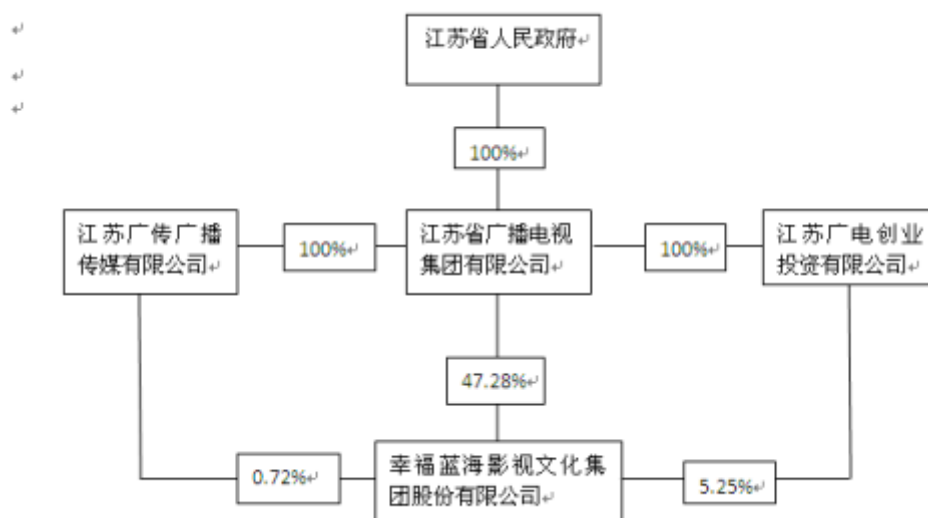 江苏省人民政府
100%
江苏广传广播
传媒有限公司
100%
江苏省广播电视
集团有限公司
100%
江苏广电创业
投资有限公司
47.28%
0.72%
幸福蓝海影视文化集
团股份有限公司
5.25%